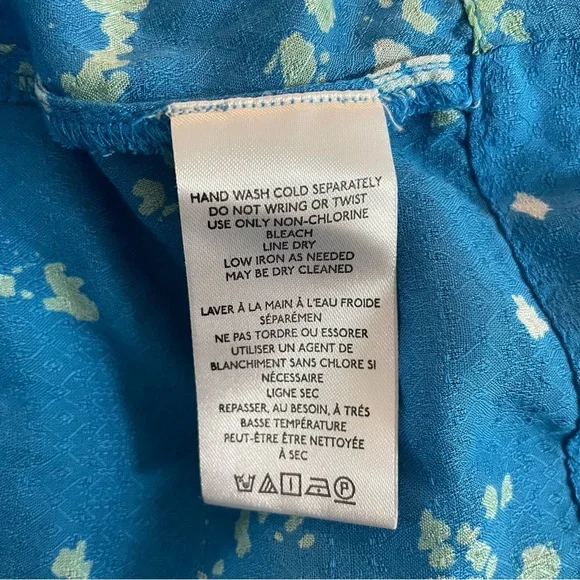 HAND WASH COLD SEPARATELY
DO NOT WRING OR TWIST
USE ONLY NON-CHLORINE
BLEACH
LINE DRY
LOW IRON AS NEEDED
MAY BE DRY CLEANED
LAVER À LA MAIN À L'EAU FROIDE
SÉPARÉMEN
NE PAS TORDRE OU ESSORER
UTILISER UN AGENT DE
BLANCHIMENT SANS CHLORE SI
NÉCESSAIRE
LIGNE SEC
REPASSER, AU BESOIN, À TRÉS
BASSE TEMPÉRATURE
PEUT-ÊTRE ÊTRE NETTOYÉE
À SEC